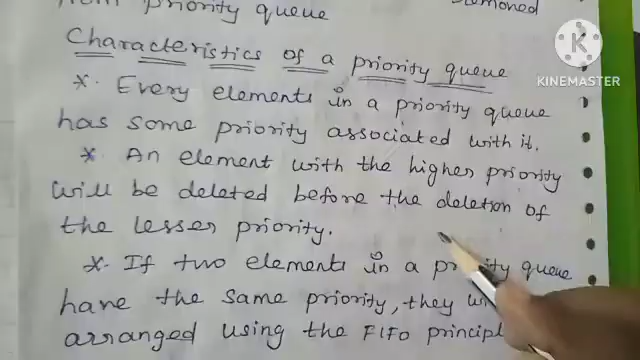 from priority queue
Characteristics of a priority queue
*. Every elements in a priority queue
has some priority associated with it.
*. An element with the higher priority
will be deleted before the deletion of
the lesser priority.
*. If two elements in a priority queue
have the same priority, they
arranged using the FIFO
KINEMASTER